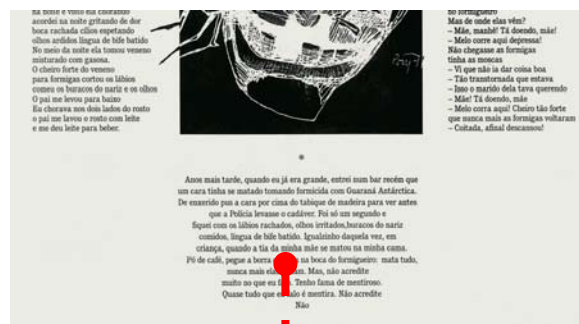 na noite e visto ela chorando
acordei na noite gritando de dor
boca rachada cílios espetando
olhos ardidos língua de bife batido
No meio da noite ela tomou veneno
misturado com gasosa.
O cheiro forte do veneno
para formigas cortou os lábios
comeu os buracos do nariz e os olhos
O pai me levou para baixo
Eu chorava nos dois lados do rosto
o pai me lavou o rosto com leite
e me deu leite para beber.
no formigueiro
Mas de onde elas vêm?
– Mãe, manhê! Tá doendo, mãe!
– Melo corre aqui depressa!
Não chegasse as formigas
tinha as moscas
– Vi que não ia dar coisa boa
– Tão transtornada que estava
– Isso o marido dela tava querendo
– Mãe! Tá doendo, mãe
– Melo corra aqui! Cheiro tão forte
que nunca mais as formigas voltaram
– Coitada, afinal descansou!
*
Anos mais tarde, quando eu já era grande, entrei num bar recém que
um cara tinha se matado tomando formicida com Guaraná Antárctica.
De enxerido pus a cara por cima do tabique de madeira para ver antes
que a Polícia levasse o cadáver. Foi só um segundo e
fiquei com os lábios rachados, olhos irritados,buracos do nariz
comidos, língua de bife batido. Igualzinho daquela vez, em
criança, quando a tia da minha mãe se matou na minha cama.
Pó de café, pegue a borra na boca do formigueiro: mata tudo,
nunca mais Mas, não acredite
muito no que eu Tenho fama de mentiroso.
Quase tudo que é mentira. Não acredite
Não